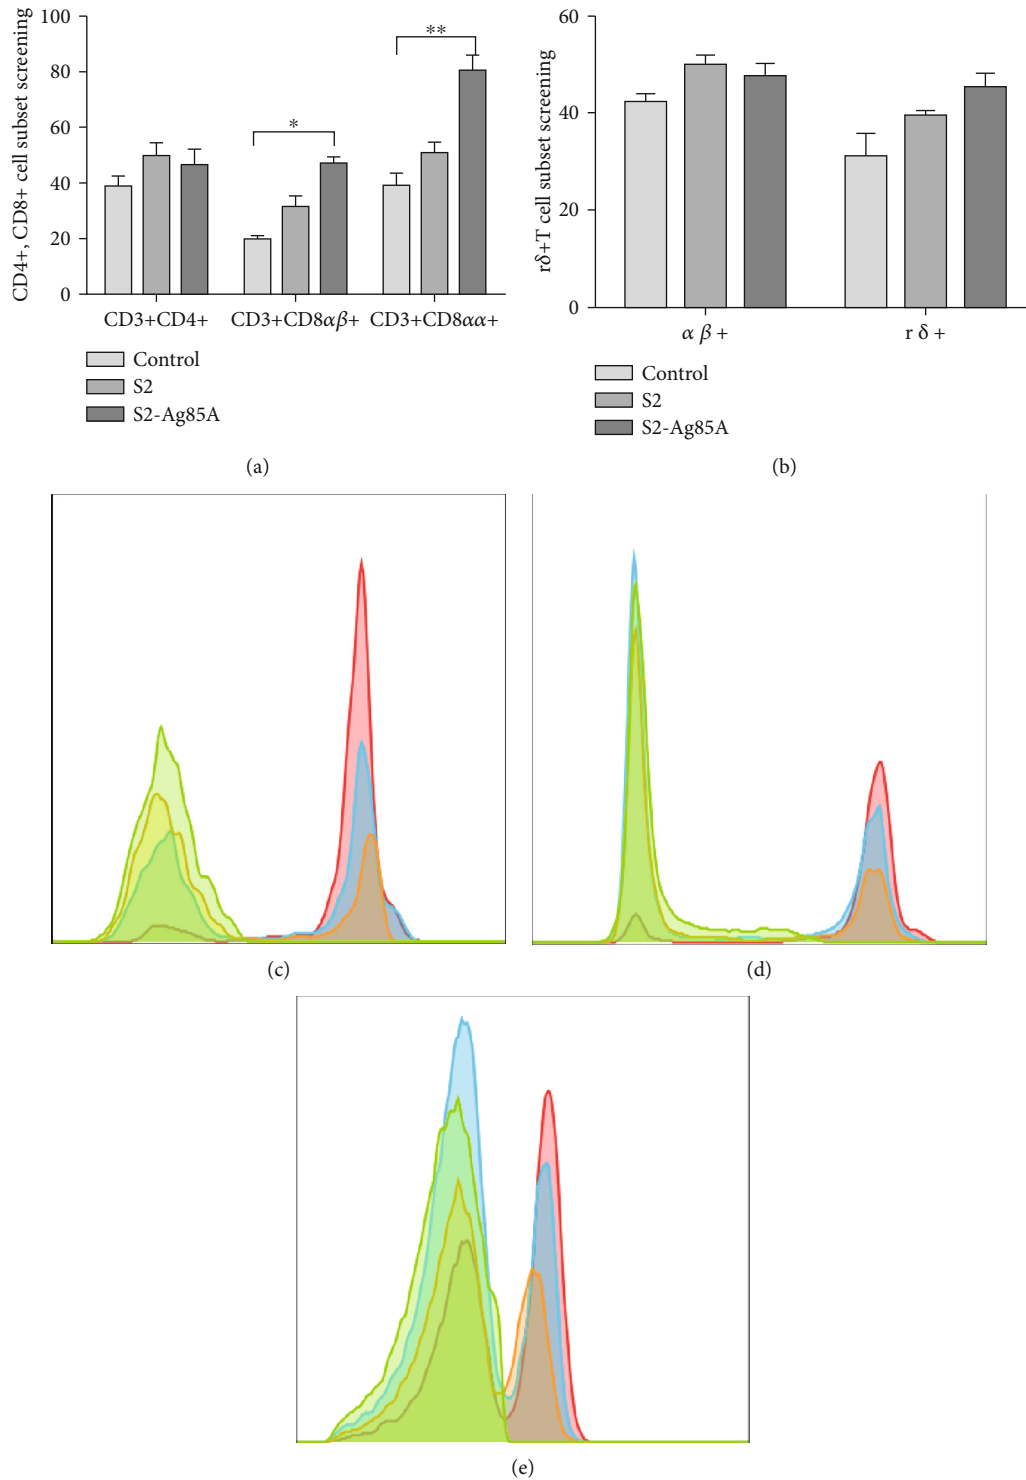 CD4+, CD8+ cell subset screening
100
80
60
40
20
0
**
*
CD3+CD4+ CD3+CD8αβ+ CD3+CD8αα+
Control
S2
S2-Ag85A
(a)
rδ+T cell subset screening
60
40
20
0
α β + r δ +
Control
S2
S2-Ag85A
(b)
(c)
(d)
(e)